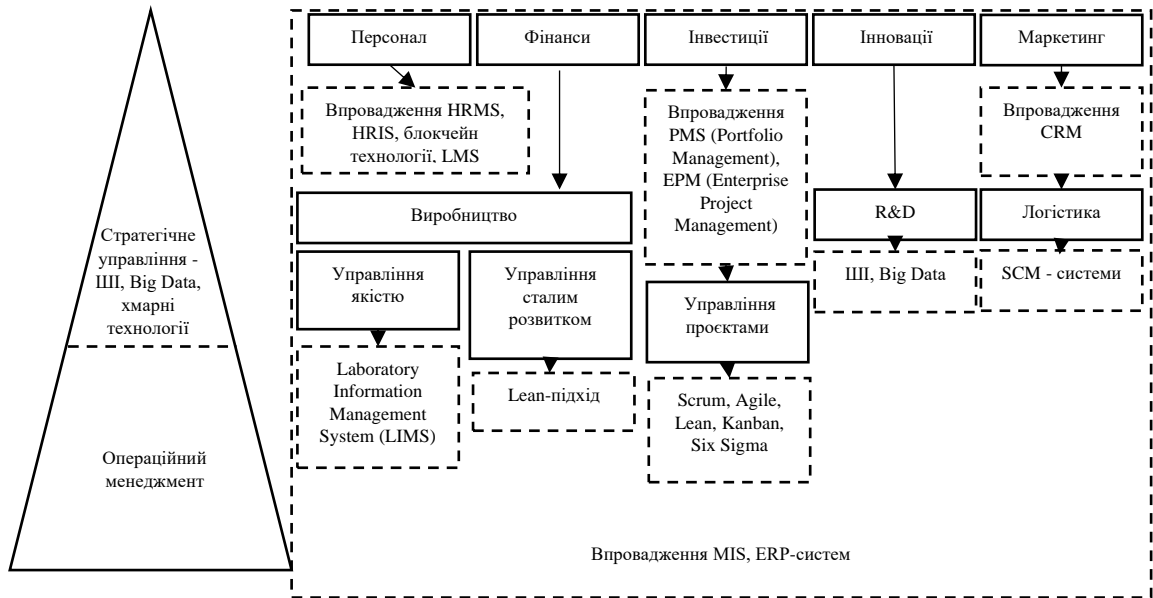 Персонал
Фінанси
Інвестиції
Інновації
Маркетинг
Впровадження HRMS,
HRIS, блокчейн
технології, LMS
Впровадження
PMS (Portfolio
Management),
EPM (Enterprise
Project
Management)
Впровадження
CRM
Виробництво
R&D
Логістика
Стратегічне
управління -
ШІ, Big Data,
хмарні
технології
Управління
якістю
Управління
сталим
розвитком
ШІ, Big Data
SCM - системи
Управління
проєктами
Laboratory
Information
Management
System (LIMS)
Lean-підхід
Scrum, Agile,
Lean, Kanban,
Six Sigma
Операційний
менеджмент
Впровадження MIS, ERP-систем